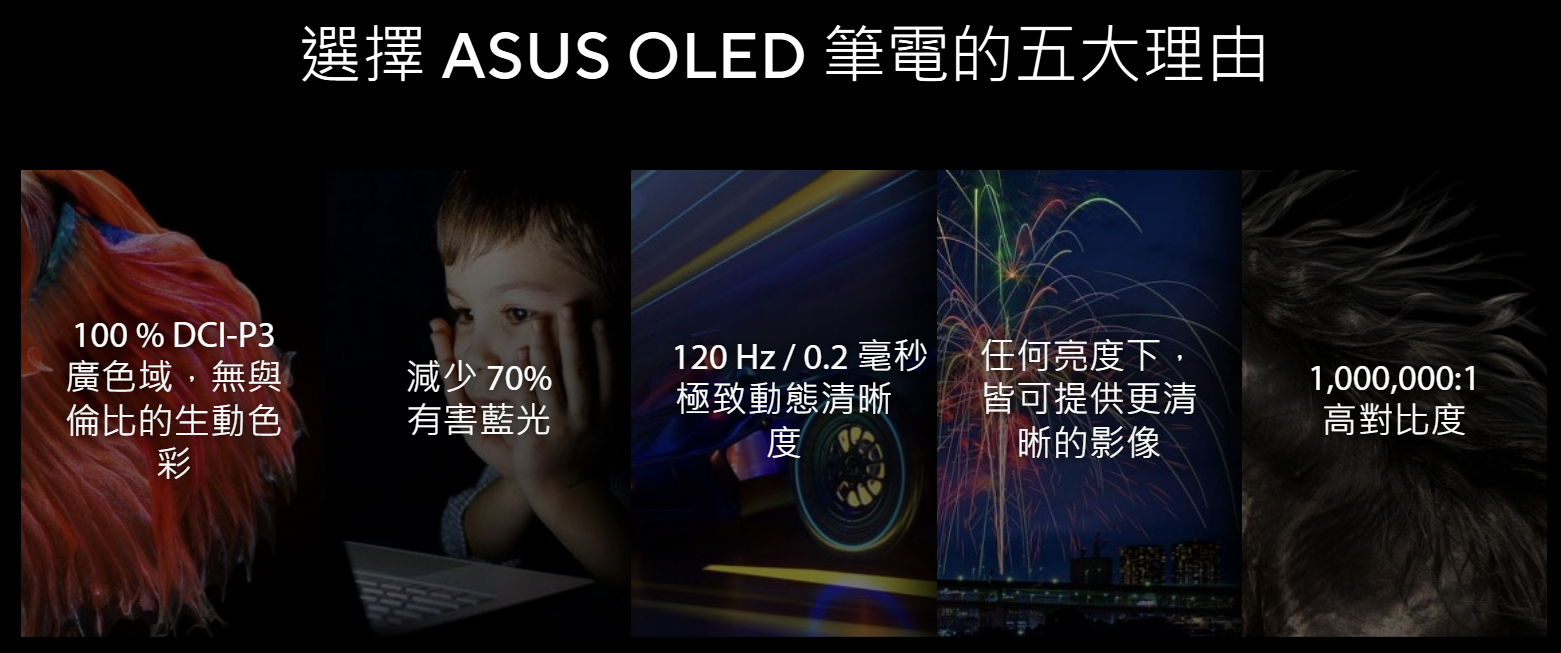 選擇 ASUS OLED 筆電的五大理由
100 % DCI-P3
廣色域，無與
倫比的生動色
彩
減少 70%
有害藍光
120 Hz / 0.2 毫秒
極致動態清晰
度
任何亮度下，
皆可提供更清
晰的影像
1,000,000:1
高對比度